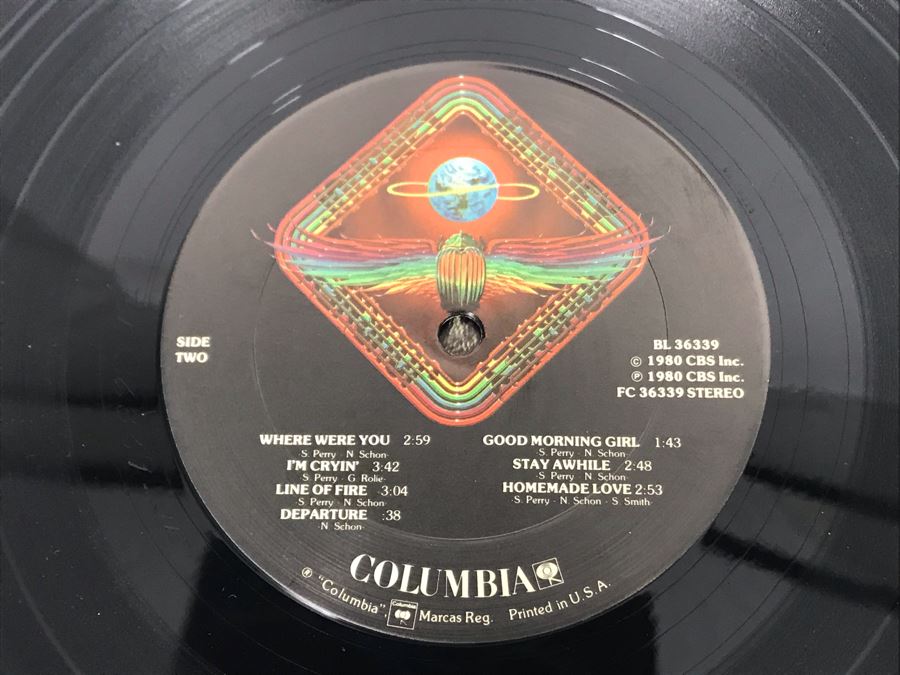 SIDE
TWO
BL 36339
© 1980 CBS Inc.
℗ 1980 CBS Inc.
FC 36339 STEREO
WHERE WERE YOU 2:59
-S. Perry - N. Schon-
I'M CRYIN' 3:42
-S. Perry - G. Rolie-
LINE OF FIRE 3:04
-S. Perry - N. Schon-
DEPARTURE :38
-N. Schon-
GOOD MORNING GIRL 1:43
-S. Perry - N. Schon-
STAY AWHILE 2:48
-S. Perry - N. Schon-
HOMEMADE LOVE 2:53
-S. Perry - N. Schon - S. Smith-
COLUMBIA
® "Columbia", Columbia Marcas Reg. Printed in U.S.A.